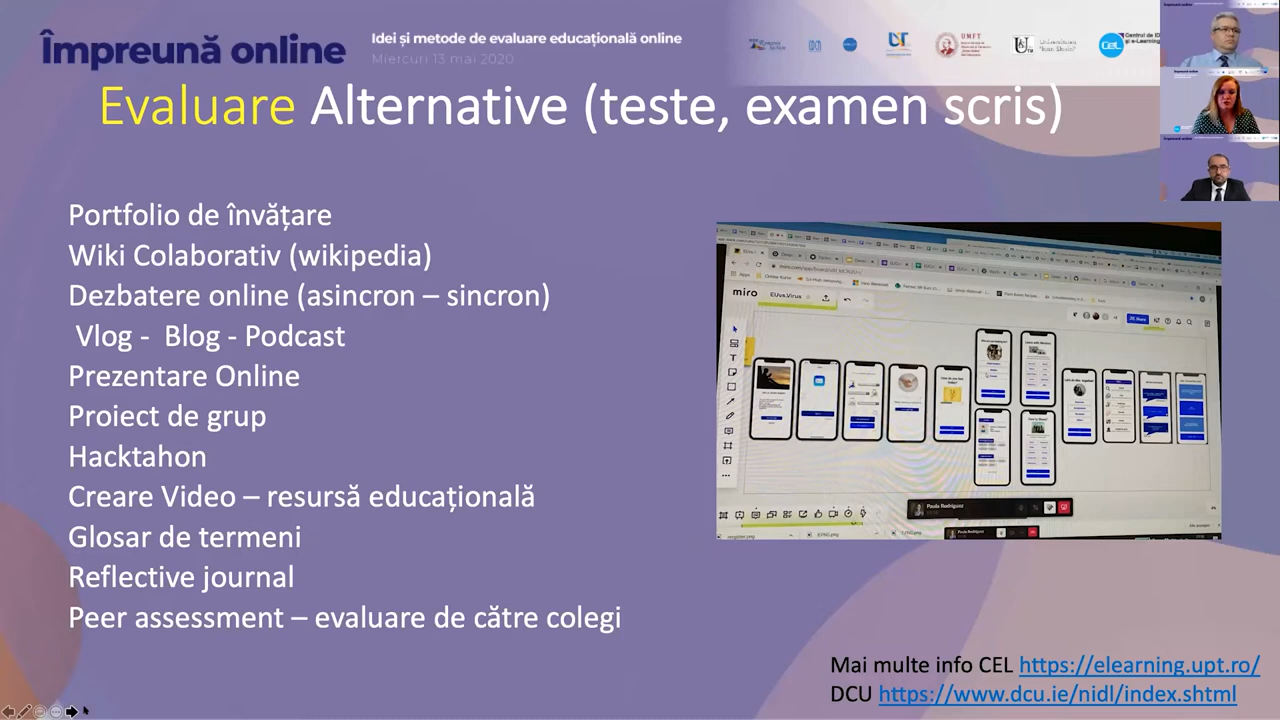 Împreună online
Idei și metode de evaluare educațională online
Miercuri 13 mai 2020
Evaluare Alternative (teste, examen scris)
Portfolio de învățare
Wiki Colaborativ (wikipedia)
Dezbatere online (asincron – sincron)
Vlog - Blog - Podcast
Prezentare Online
Proiect de grup
Hacktahon
Creare Video – resursă educațională
Glosar de termeni
Reflective journal
Peer assessment – evaluare de către colegi
miro
EUvs.Virus
Paula Rodriguez
Mai multe info CEL https://elearning.upt.ro/
DCU https://www.dcu.ie/nidl/index.shtml